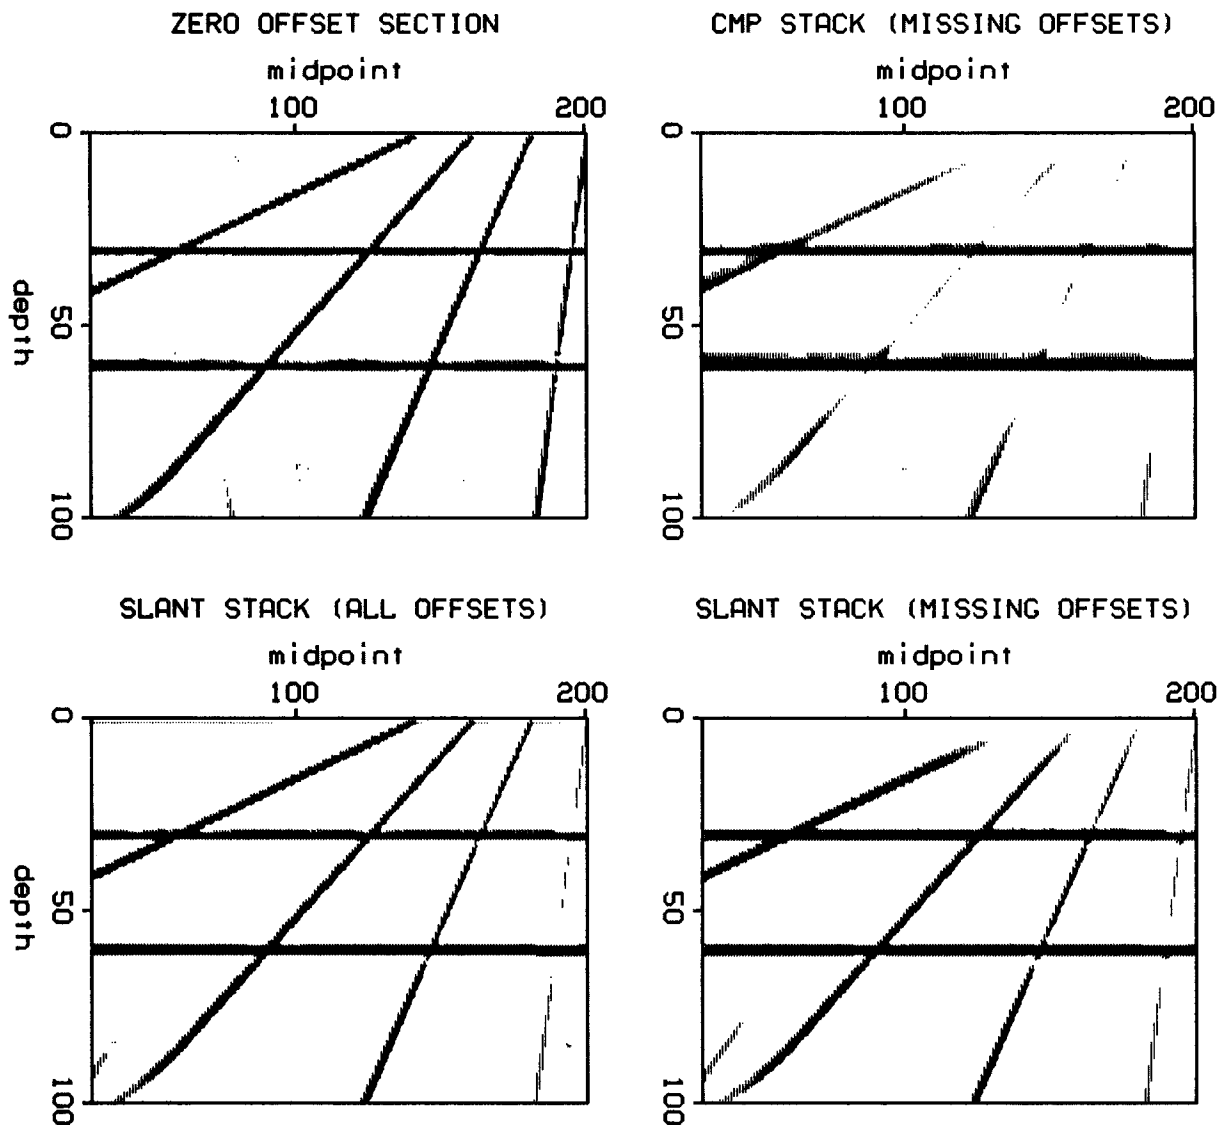 ZERO OFFSET SECTION
midpoint
100 200
0
50
100
depth
CMP STACK (MISSING OFFSETS)
midpoint
100 200
0
50
100
SLANT STACK (ALL OFFSETS)
midpoint
100 200
0
50
100
depth
SLANT STACK (MISSING OFFSETS)
midpoint
100 200
0
50
100